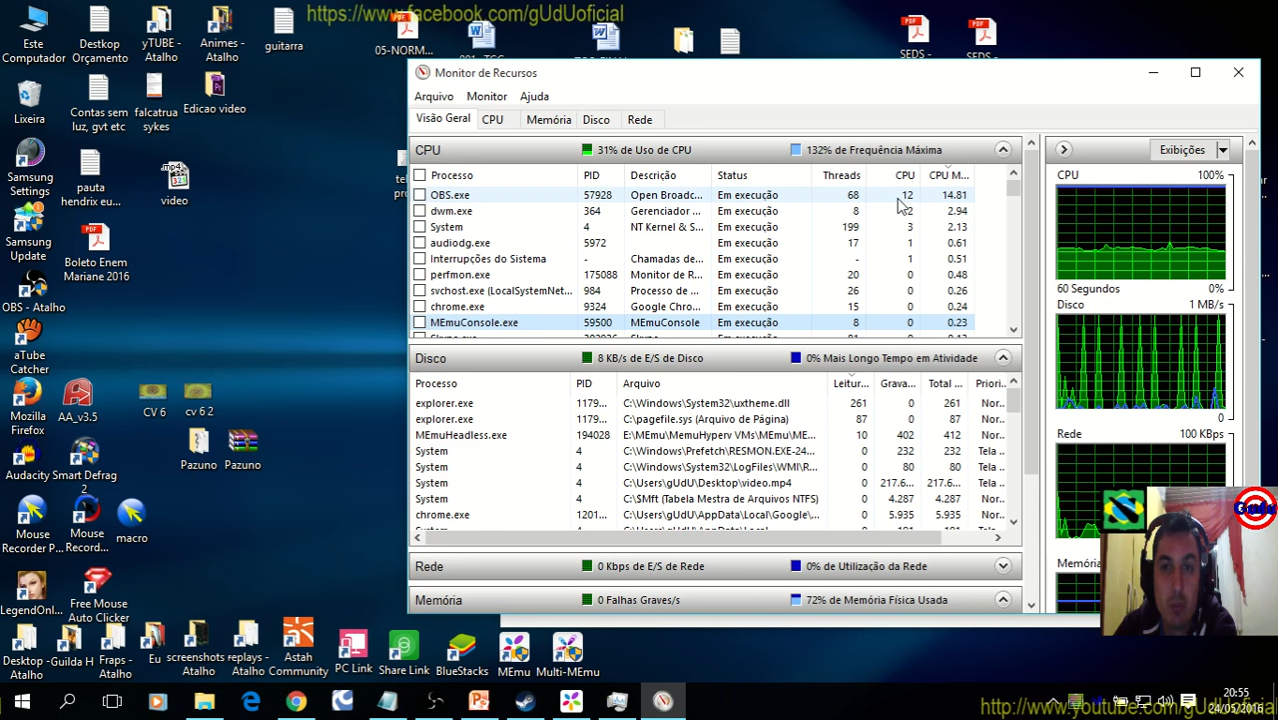 https://www.facebook.com/gUdUoficial
Este Computador
Destkop Orçamento
yTUBE - Atalho
Animes - Atalho
guitarra
05-NORM...
SEDS -
SEDS -
Lixeira
Contas sem luz, gvt etc
falcatrua sykes
Edicao video
Samsung Settings
pauta hendrix eu...
mp4
video
Samsung Update
Boleto Enem Mariane 2016
OBS - Atalho
aTube Catcher
Mozilla Firefox
AA_v3.5
CV 6
cv 6 2
Audacity
Smart Defrag 2
Pazuno
Pazuno
Mouse Recorder P...
Mouse Record...
macro
LegendOnl...
Free Mouse Auto Clicker
Desktop - Atalho
Guilda H
Fraps - Atalho
Eu
screenshots - Atalho
replays - Atalho
Astah Community
PC Link
Share Link
BlueStacks
MEmu
Multi-MEmu
Monitor de Recursos
Arquivo Monitor Ajuda
Visão Geral CPU Memória Disco Rede
CPU 31% de Uso de CPU 132% de Frequência Máxima
Processo PID Descrição Status Threads CPU CPU M...
OBS.exe 57928 Open Broadc... Em execução 68 12 14.81
dwm.exe 364 Gerenciador ... Em execução 8 2 2.94
System 4 NT Kernel & S... Em execução 199 3 2.13
audiodg.exe 5972 Em execução 17 1 0.61
Interrupções do Sistema - Chamadas de... Em execução - 1 0.51
perfmon.exe 175088 Monitor de R... Em execução 20 0 0.48
svchost.exe (LocalSystemNet... 984 Processo de ... Em execução 26 0 0.26
chrome.exe 9324 Google Chro... Em execução 15 0 0.24
MEmuConsole.exe 59500 MEmuConsole Em execução 8 0 0.23
Disco 8 KB/s de E/S de Disco 0% Mais Longo Tempo em Atividade
Processo PID Arquivo Leitur... Grava... Total ... Priori...
explorer.exe 1179... C:\Windows\System32\uxtheme.dll 261 0 261 Nor...
explorer.exe 1179... C:\pagefile.sys (Arquivo de Página) 87 0 87 Nor...
MEmuHeadless.exe 194028 E:\MEmu\MemuHyperv VMs\MEmu\ME... 10 402 412 Nor...
System 4 C:\Windows\Prefetch\RESMON.EXE-24... 0 232 232 Nor...
System 4 C:\Windows\System32\LogFiles\WMI\R... 0 80 80 Nor...
System 4 C:\Users\gUdU\Desktop\video.mp4 0 217.6... 217.6... Tela ...
System 4 C:\$Mft (Tabela Mestra de Arquivos NTFS) 0 4.287 4.287 Nor...
chrome.exe 1201... C:\Users\gUdU\AppData\Local\Google\... 0 5.935 5.935 Nor...
Rede 0 Kbps de E/S de Rede 0% de Utilização da Rede
Memória 0 Falhas Graves/s 72% de Memória Física Usada
Exibições
CPU 100%
60 Segundos 0%
Disco 1 MB/s
0
Rede 100 KBps
Memória
Gudu
20:55
24/05/2016
http://www.youtube.com/gUdUoficial